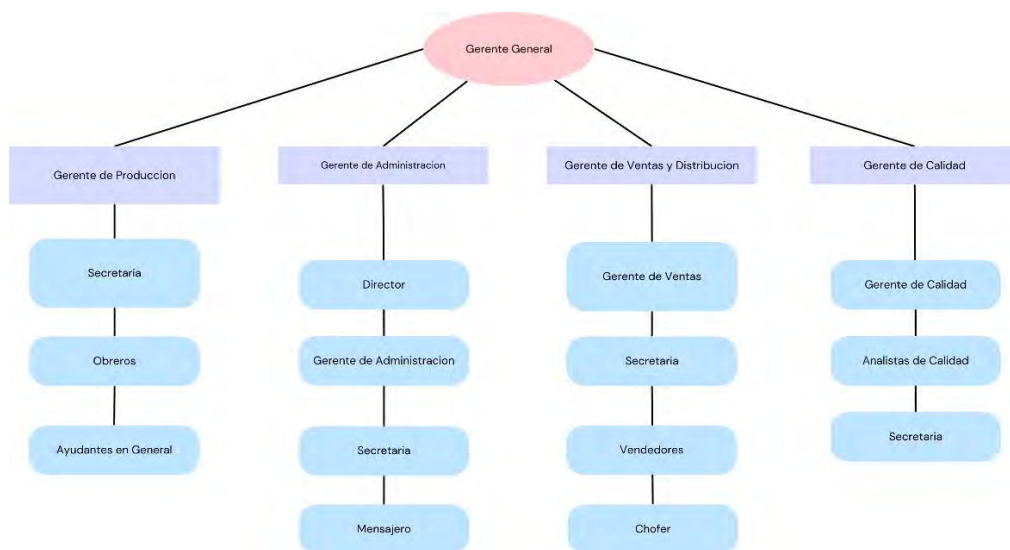 Gerente General
Gerente de Produccion
Gerente de Administracion
Gerente de Ventas y Distribucion
Gerente de Calidad
Secretaria
Obreros
Ayudantes en General
Director
Gerente de Administracion
Secretaria
Mensajero
Gerente de Ventas
Secretaria
Vendedores
Chofer
Gerente de Calidad
Analistas de Calidad
Secretaria